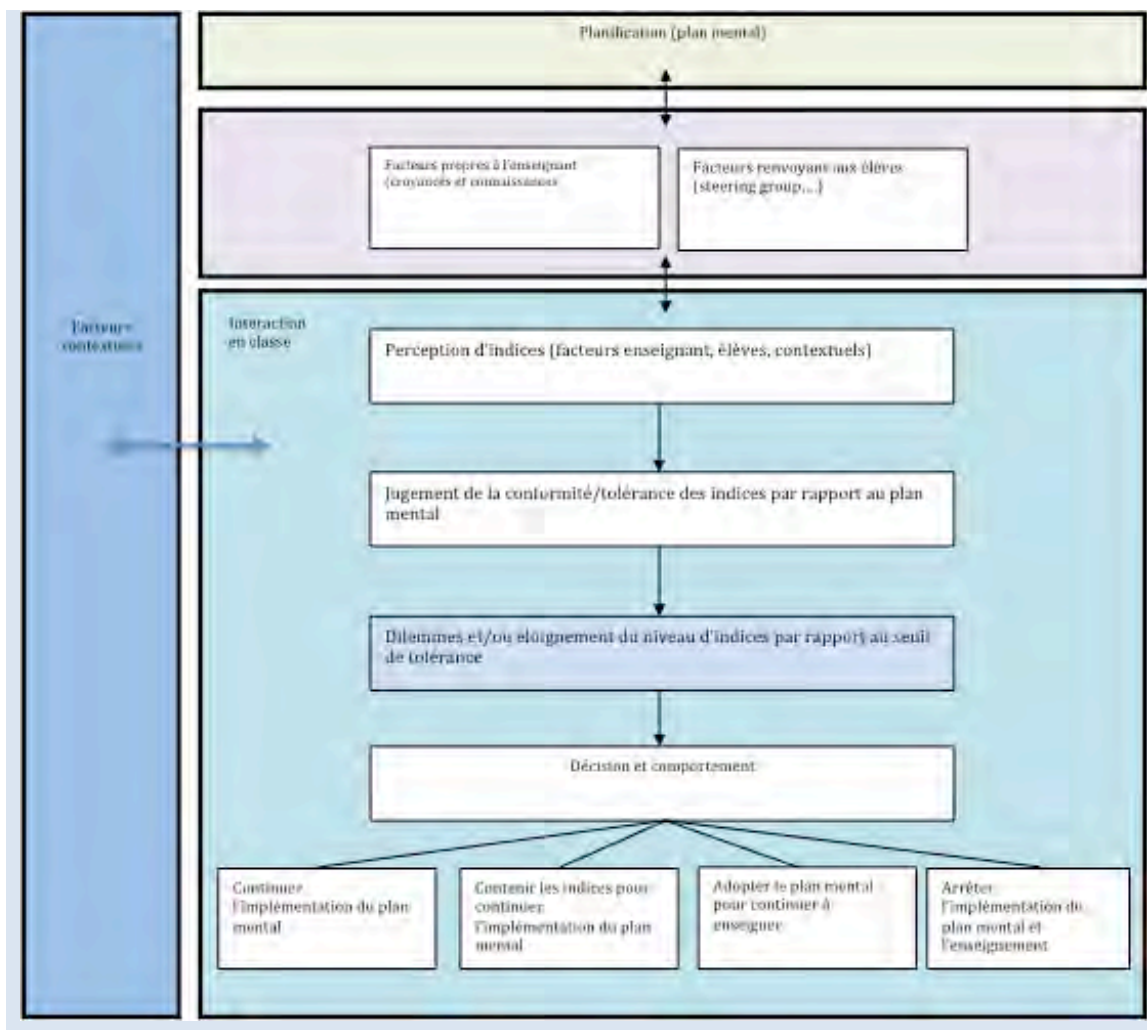 Planification (plan mental)
Facteurs propres à l'enseignant
(croyances et connaissances
Facteurs renvoyans aux élèves
(steering group,...)
Facteurs
contextuels
Interaction
en classe
Perception d'indices (facteurs enseignant, élèves, contextuels)
Jugement de la conformité/tolérance des indices par rapport au plan
mental
Dilemmes et/ou éloignement du niveau d'indices par rapport au seuil
de tolérance
Décision et comportement
Continuer
l'implémentation du plan
mental
Contenir les indices pour
continuer
l'implémentation du plan
mental
Adopter le plan mental
pour continuer à
enseigner
Arrêter
l'implémentation du
plan mental et
l'enseignement